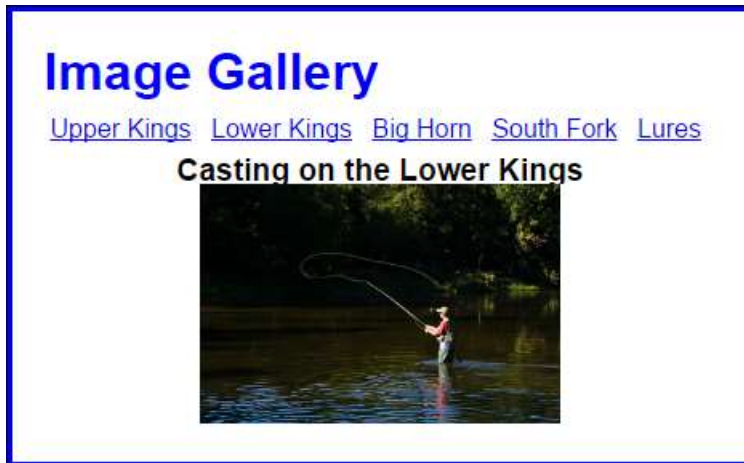 Image Gallery
Upper Kings Lower Kings Big Horn South Fork Lures
Casting on the Lower Kings